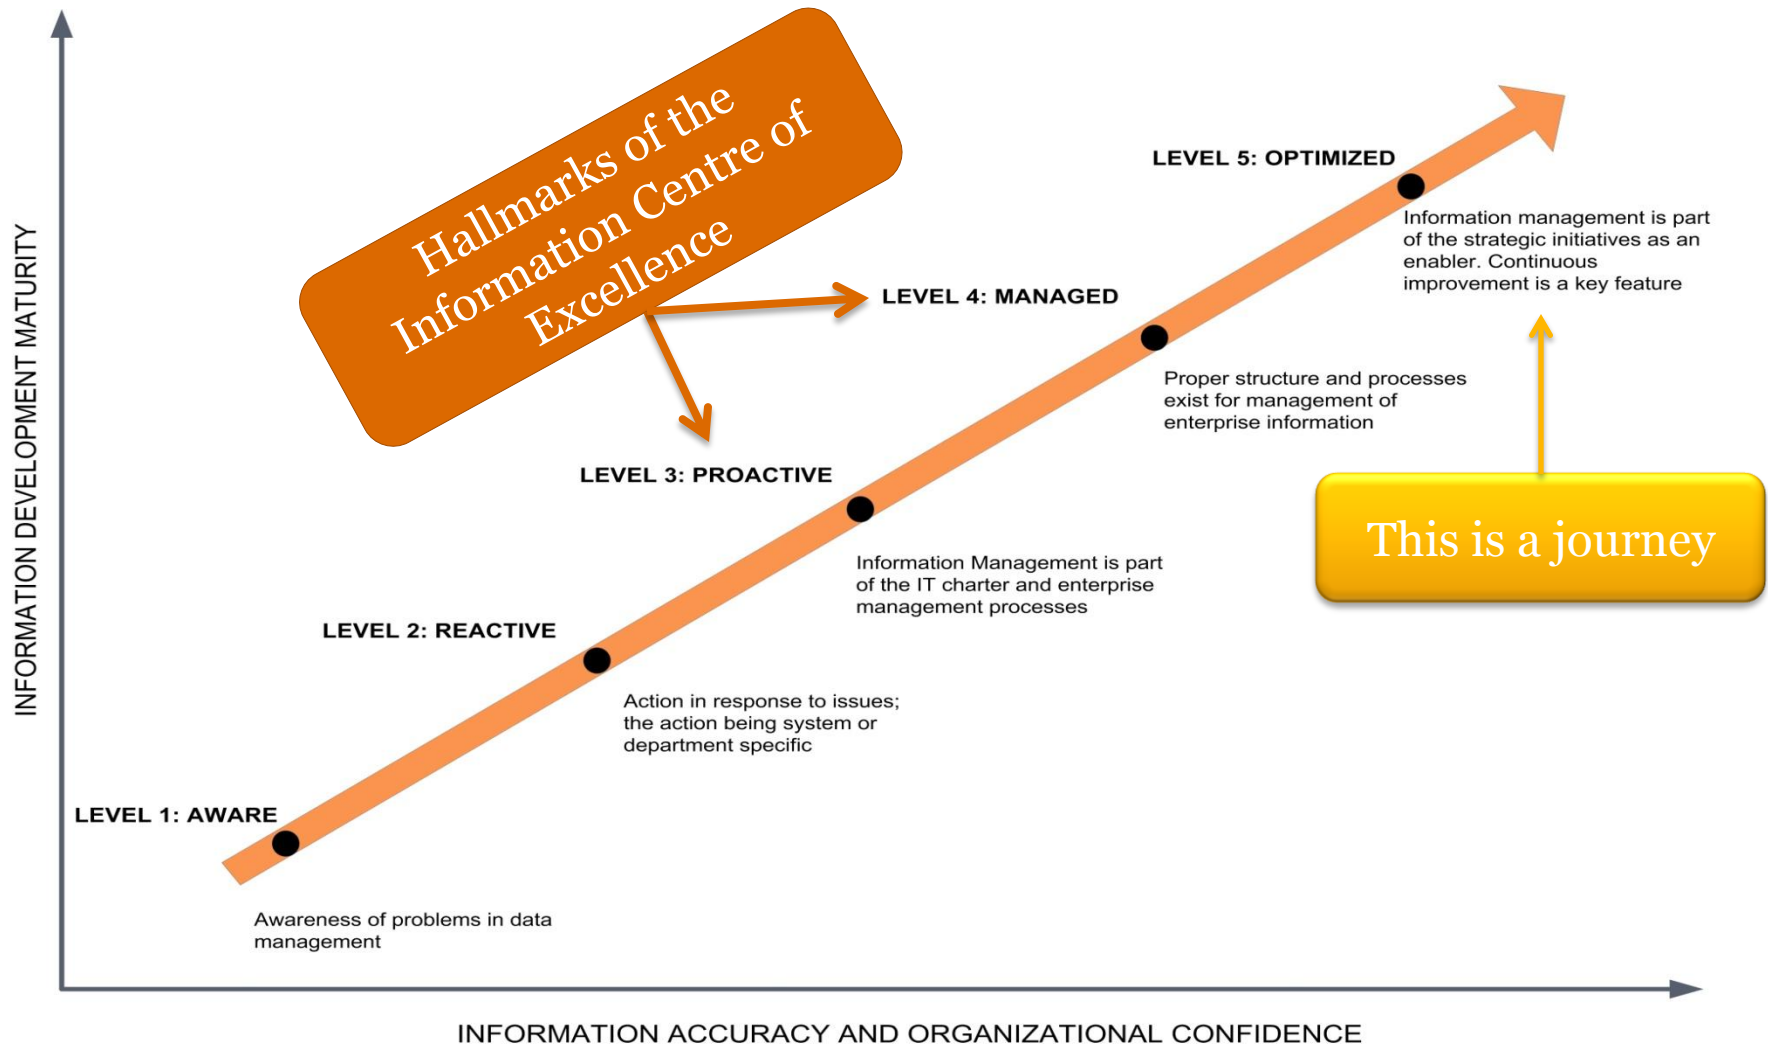 Hallmarks of the
Information Centre of
Excellence
LEVEL 5: OPTIMIZED
Information management is part
of the strategic initiatives as an
enabler. Continuous
improvement is a key feature
LEVEL 4: MANAGED
Proper structure and processes
exist for management of
enterprise information
This is a journey
LEVEL 3: PROACTIVE
Information Management is part
of the IT charter and enterprise
management processes
LEVEL 2: REACTIVE
Action in response to issues;
the action being system or
department specific
LEVEL 1: AWARE
Awareness of problems in data
management
INFORMATION DEVELOPMENT MATURITY
INFORMATION ACCURACY AND ORGANIZATIONAL CONFIDENCE